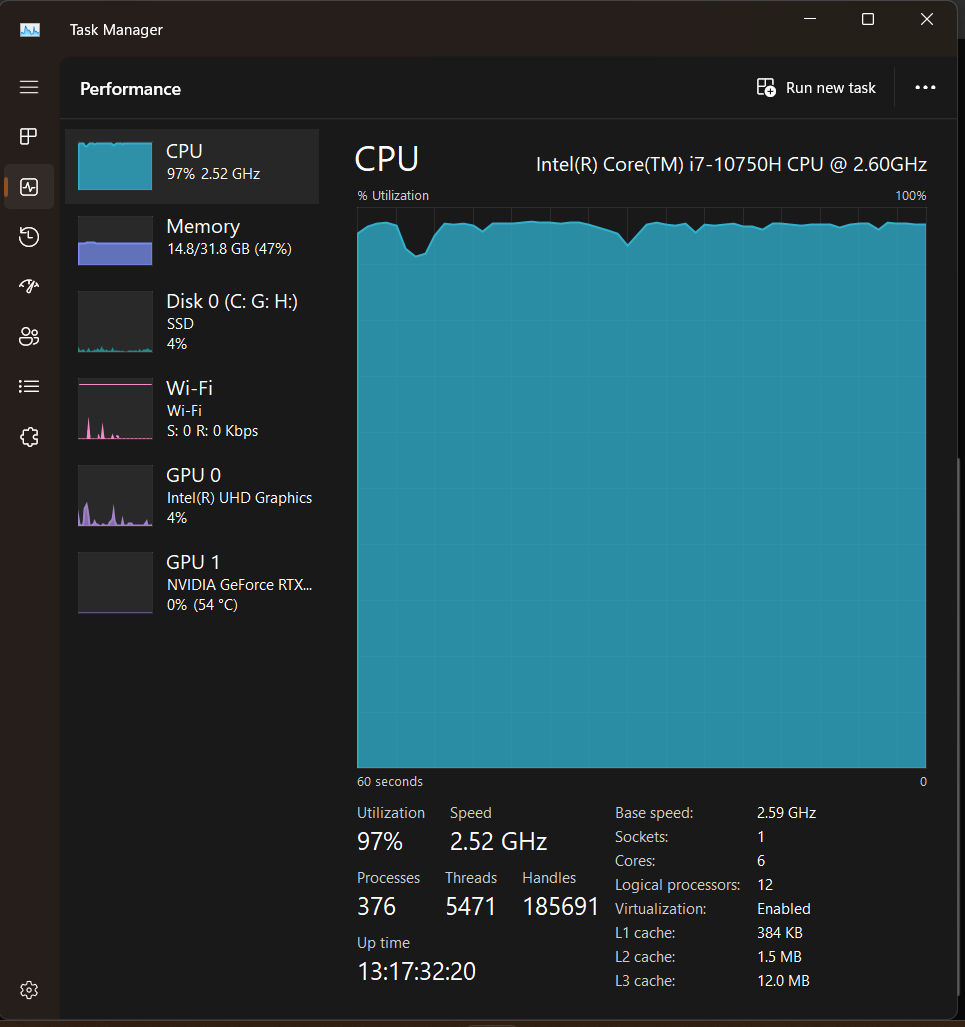 Task Manager
Performance
Run new task
CPU
97% 2.52 GHz
Memory
14.8/31.8 GB (47%)
Disk 0 (C: G: H:)
SSD
4%
Wi-Fi
Wi-Fi
S: 0 R: 0 Kbps
GPU 0
Intel(R) UHD Graphics
4%
GPU 1
NVIDIA GeForce RTX...
0% (54 °C)
CPU
Intel(R) Core(TM) i7-10750H CPU @ 2.60GHz
% Utilization
100%
60 seconds
0
Utilization
Speed
97%
2.52 GHz
Processes
Threads
Handles
376
5471
185691
Up time
13:17:32:20
Base speed: 2.59 GHz
Sockets: 1
Cores: 6
Logical processors: 12
Virtualization: Enabled
L1 cache: 384 KB
L2 cache: 1.5 MB
L3 cache: 12.0 MB